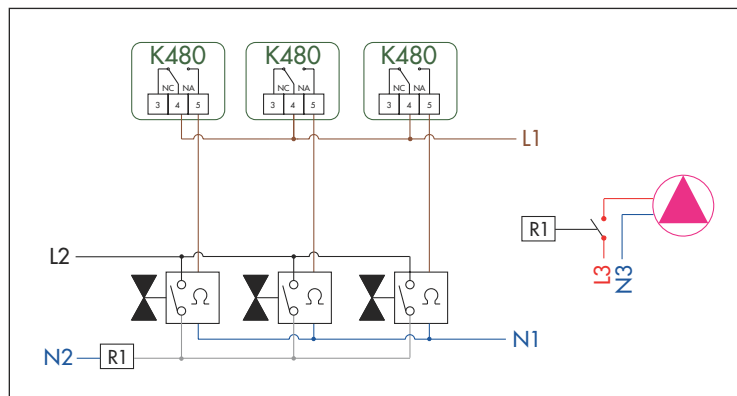 K480 K480 K480
NC NA NC NA NC NA
3 4 5 3 4 5 3 4 5
L1
R1
L3
N3
L2
Ω Ω Ω
N1
N2 R1